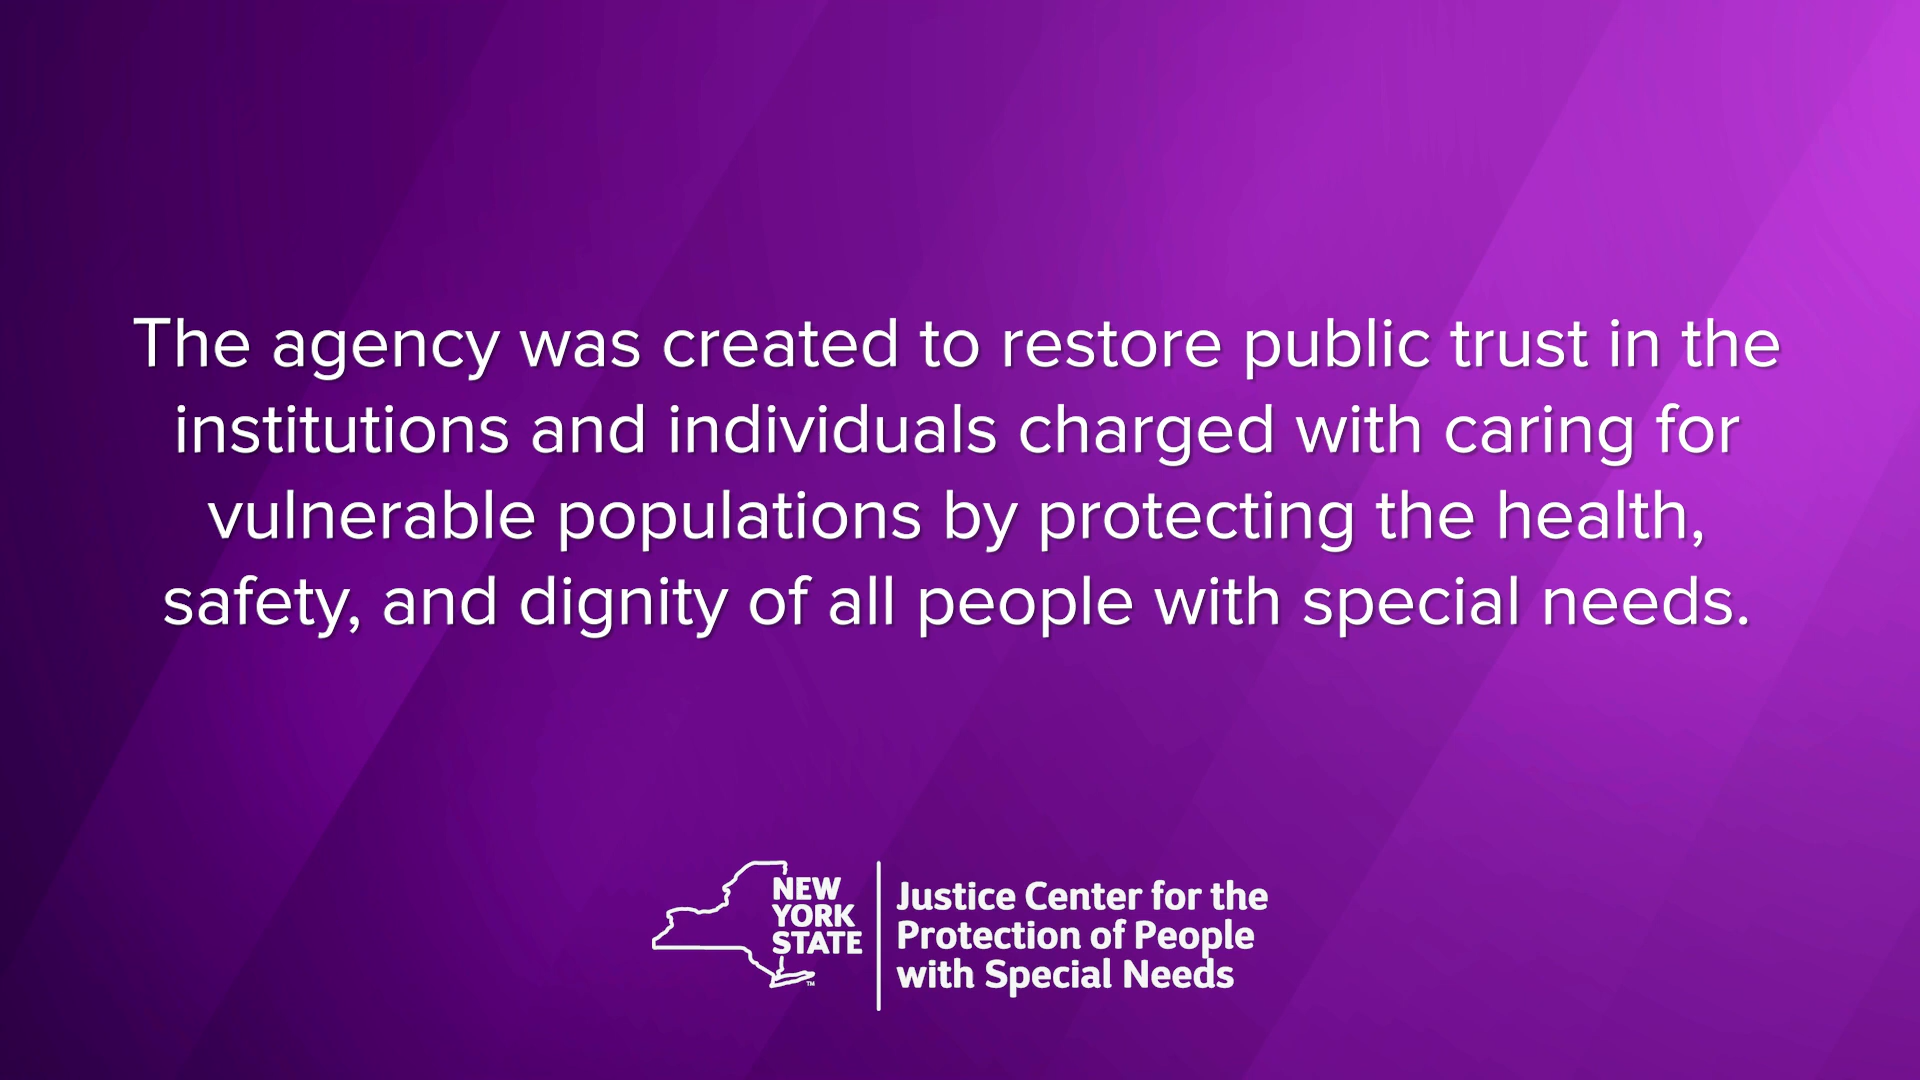 The agency was created to restore public trust in the
institutions and individuals charged with caring for
vulnerable populations by protecting the health,
safety, and dignity of all people with special needs.
NEW
YORK
STATE
™
Justice Center for the
Protection of People
with Special Needs